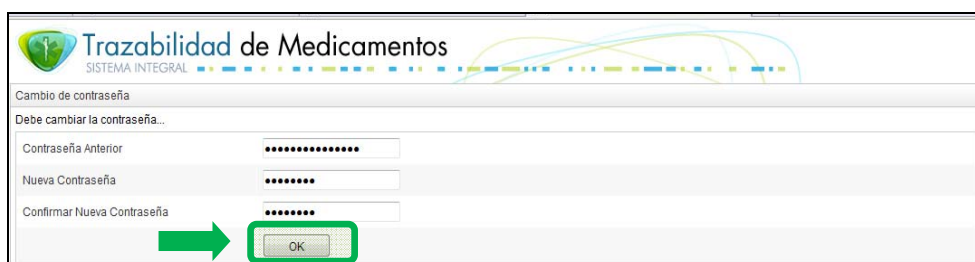 Trazabilidad de Medicamentos
SISTEMA INTEGRAL
Cambio de contraseña
Debe cambiar la contraseña...
Contraseña Anterior •••••••••••••••
Nueva Contraseña ••••••••
Confirmar Nueva Contraseña ••••••••
OK